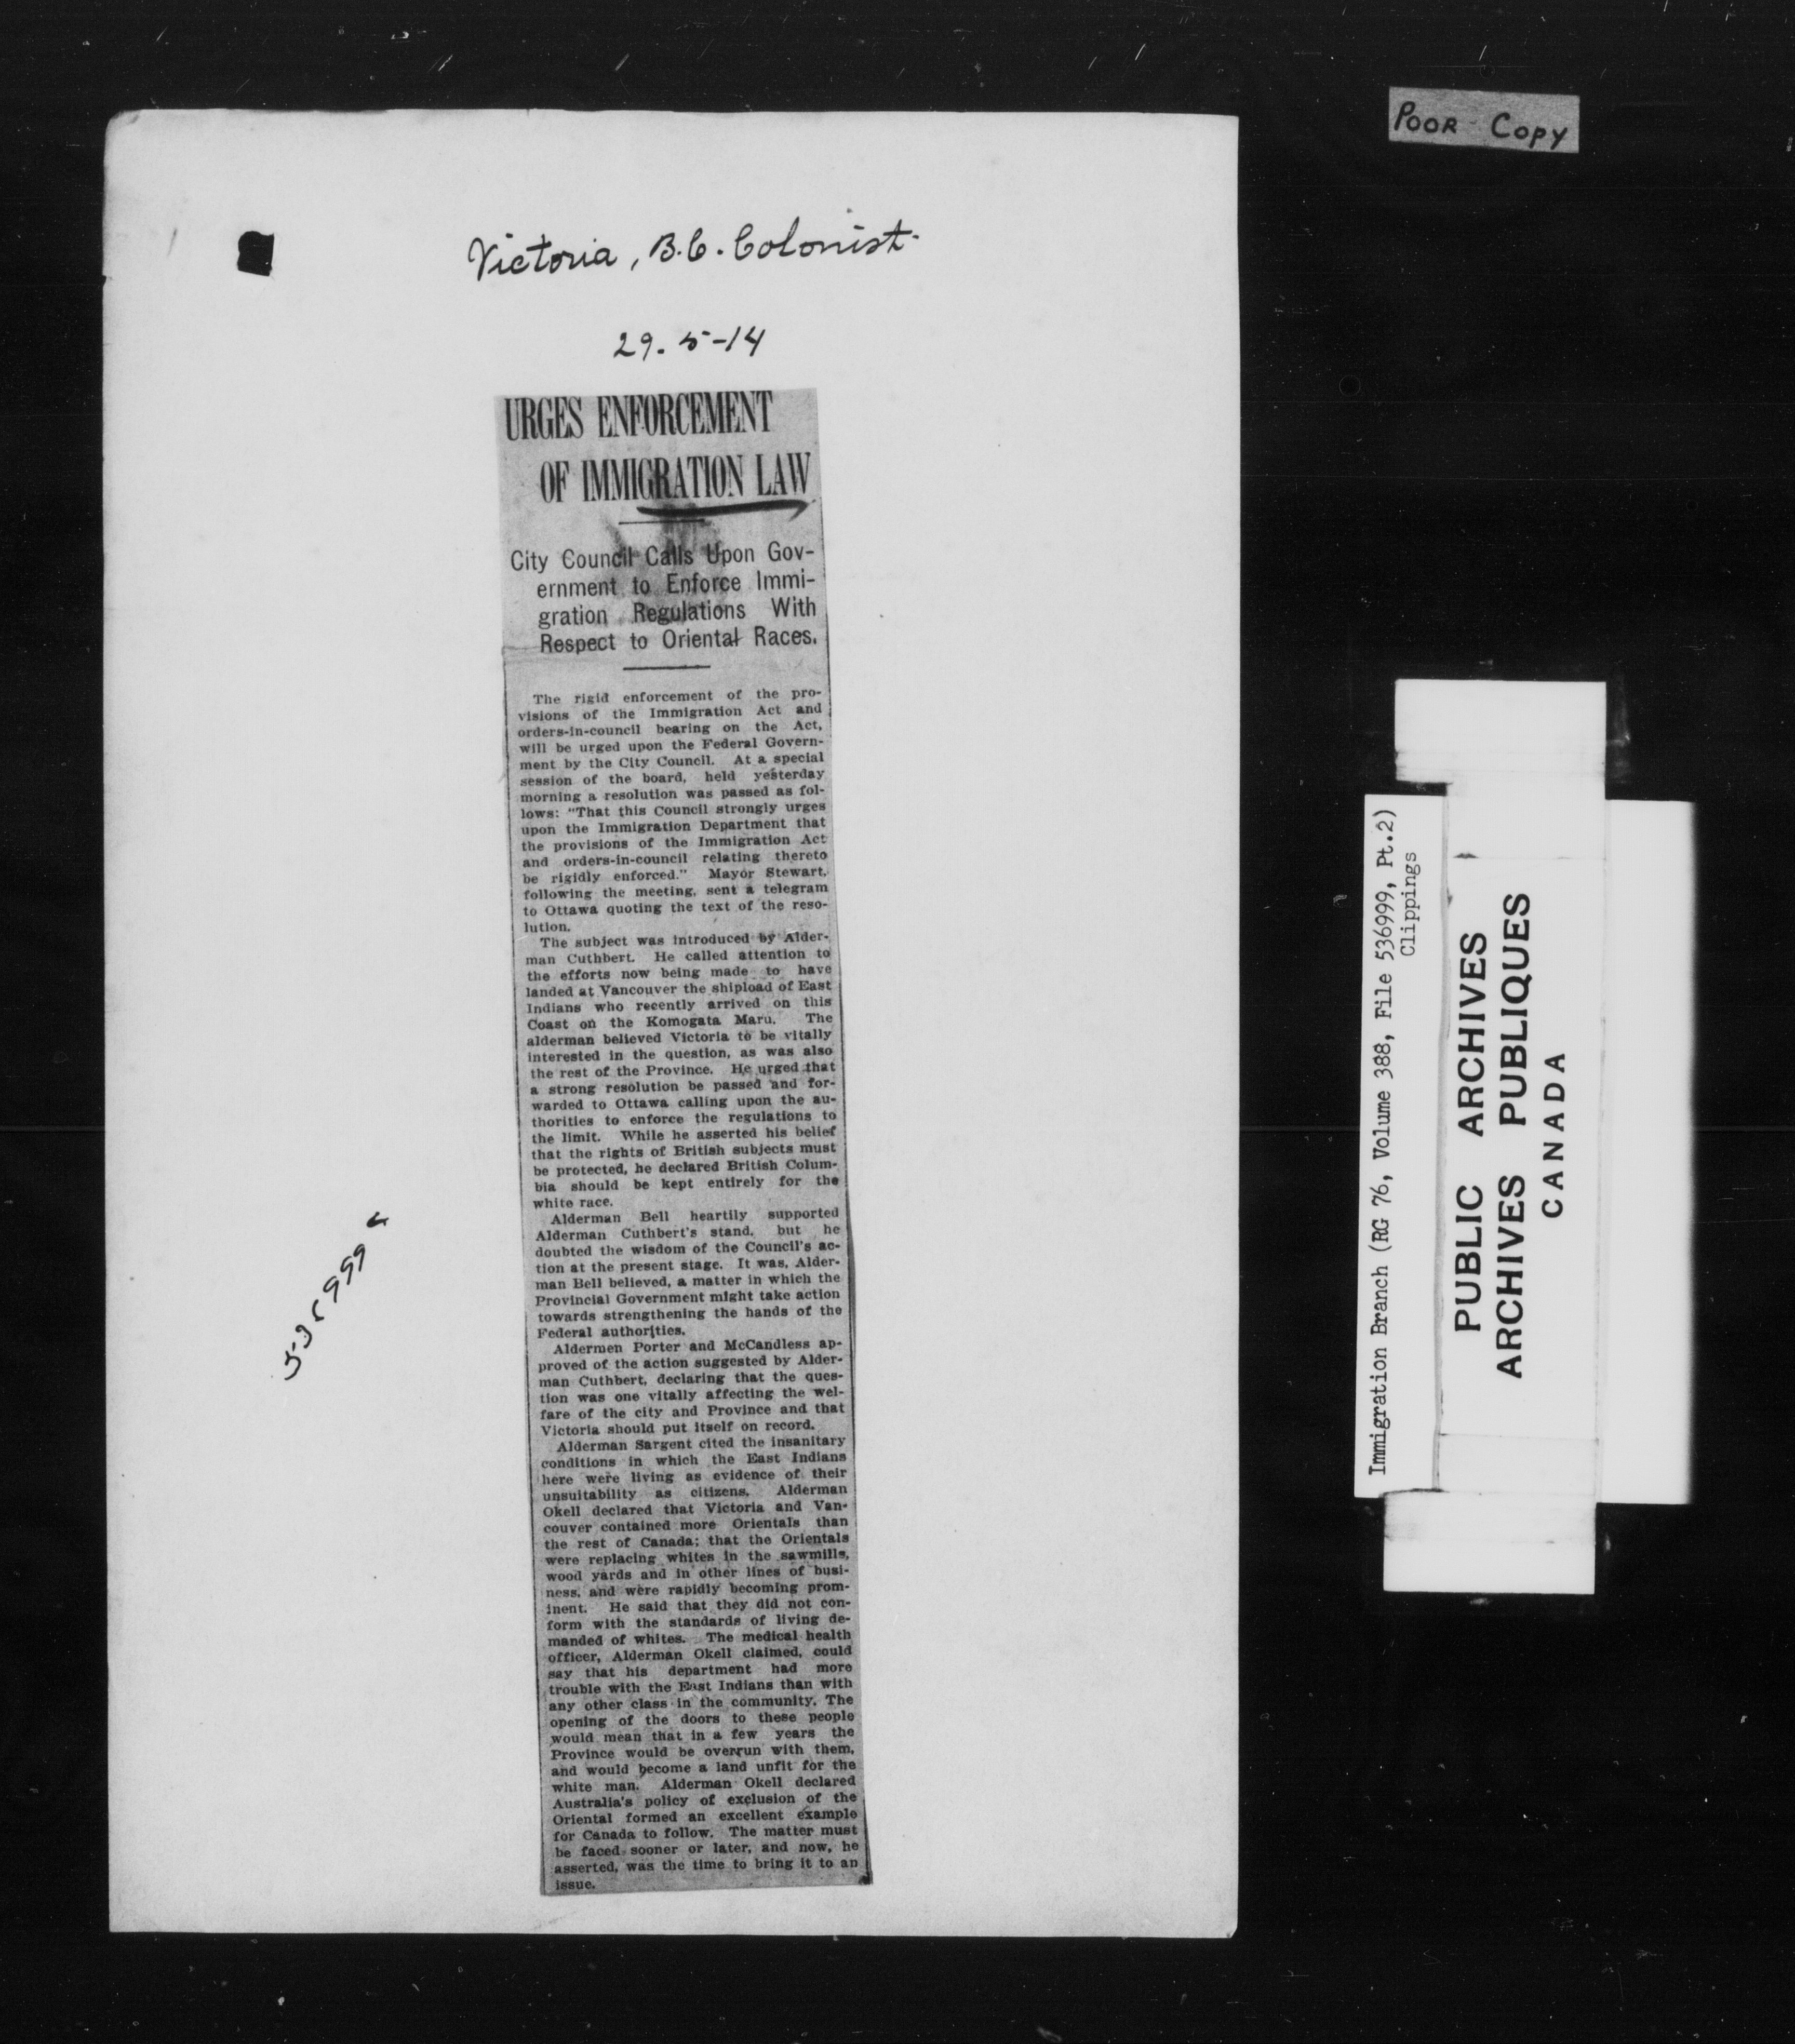 POOR COPY
Victoria, B.C. Colonist.
29-5-14
URGES ENFORCEMENT
OF IMMIGRATION LAW
City Council Calls Upon Gov-
ernment to Enforce Immi-
gration Regulations With
Respect to Oriental Races.
The rigid enforcement of the pro-
visions of the Immigration Act and
orders-in-council bearing on the Act,
will be urged upon the Federal Govern-
ment by the City Council. At a special
session of the board, held yesterday
morning a resolution was passed as fol-
lows: "That this Council strongly urges
upon the Immigration Department that
the provisions of the Immigration Act
and orders-in-council relating thereto
be rigidly enforced." Mayor Stewart,
following the meeting, sent a telegram
to Ottawa quoting the text of the reso-
lution.
The subject was introduced by Alder-
man Cuthbert. He called attention to
the efforts now being made to have
landed at Vancouver the shipload of East
Indians who recently arrived on this
Coast on the Komogata Maru. The
alderman believed Victoria to be vitally
interested in the question, as was also
the rest of the Province. He urged that
a strong resolution be passed and for-
warded to Ottawa calling upon the au-
thorities to enforce the regulations to
the limit. While he asserted his belief
that the rights of British subjects must
be protected, he declared British Colum-
bia should be kept entirely for the
white race.
Alderman Bell heartily supported
Alderman Cuthbert's stand, but he
doubted the wisdom of the Council's ac-
tion at the present stage. It was, Alder-
man Bell believed, a matter in which the
Provincial Government might take action
towards strengthening the hands of the
Federal authorities.
Aldermen Porter and McCandless ap-
proved of the action suggested by Alder-
man Cuthbert, declaring that the ques-
tion was one vitally affecting the wel-
fare of the city and Province and that
Victoria should put itself on record.
Alderman Sargent cited the insanitary
conditions in which the East Indians
here were living as evidence of their
unsuitability as citizens. Alderman
Okell declared that Victoria and Van-
couver contained more Orientals than
the rest of Canada; that the Orientals
were replacing whites in the sawmills,
wood yards and in other lines of busi-
ness, and were rapidly becoming prom-
inent. He said that they did not con-
form with the standards of living de-
manded of whites. The medical health
officer, Alderman Okell claimed, could
say that his department had more
trouble with the East Indians than with
any other class in the community. The
opening of the doors to these people
would mean that in a few years the
Province would be overrun with them,
and would become a land unfit for the
white man. Alderman Okell declared
Australia's policy of exclusion of the
Oriental formed an excellent example
for Canada to follow. The matter must
be faced sooner or later, and now, he
asserted, was the time to bring it to an
issue.
Immigration Branch (RG 76, Volume 388, File 536999, Pt.2)
Clippings
PUBLIC ARCHIVES
ARCHIVES PUBLIQUES
CANADA